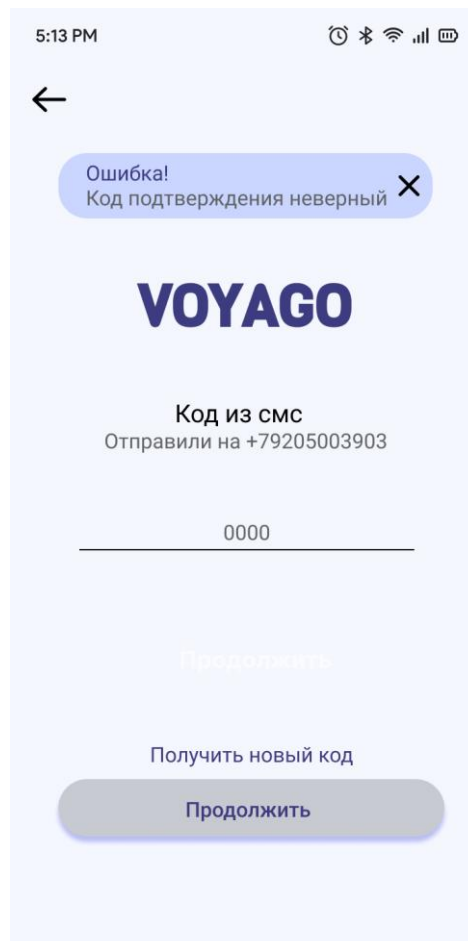 5:13 PM
Ошибка!
Код подтверждения неверный
VOYAGO
Код из смс
Отправили на +79205003903
0000
Продолжить
Получить новый код
Продолжить